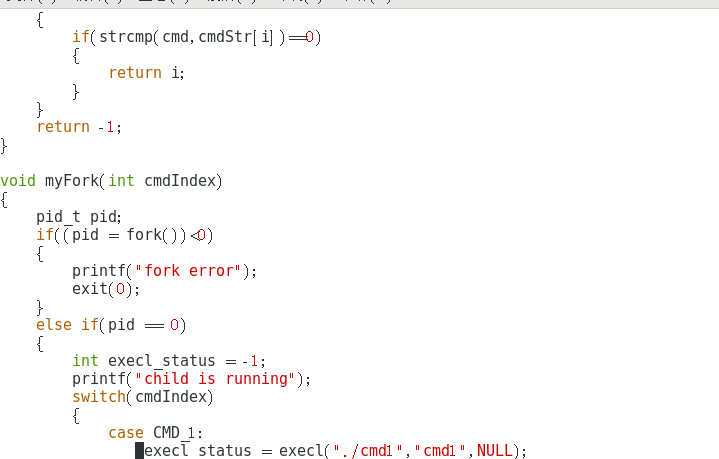 {
if(strcmp(cmd,cmdStr[i])==0)
{
return i;
}
}
return -1;
}
void myFork(int cmdIndex)
{
pid_t pid;
if((pid = fork())<0)
{
printf("fork error");
exit(0);
}
else if(pid == 0)
{
int execl_status = -1;
printf("child is running");
switch(cmdIndex)
{
case CMD_1:
execl_status = execl("./cmd1","cmd1",NULL);